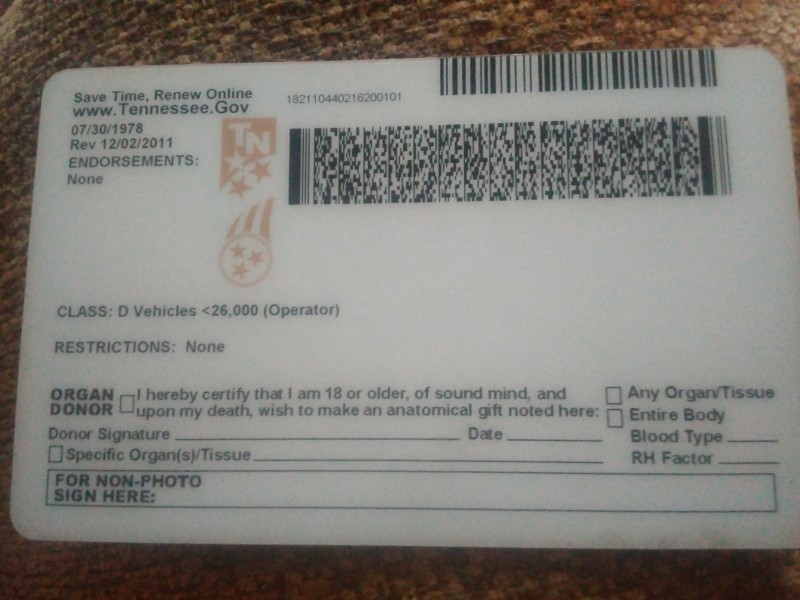 Save Time, Renew Online
www.Tennessee.Gov
182110440216200101
07/30/1978
Rev 12/02/2011
ENDORSEMENTS:
None
TN
CLASS: D Vehicles <26,000 (Operator)
RESTRICTIONS: None
ORGAN DONOR
I hereby certify that I am 18 or older, of sound mind, and
upon my death, wish to make an anatomical gift noted here:
Any Organ/Tissue
Entire Body
Donor Signature Date Blood Type
Specific Organ(s)/Tissue RH Factor
FOR NON-PHOTO
SIGN HERE: